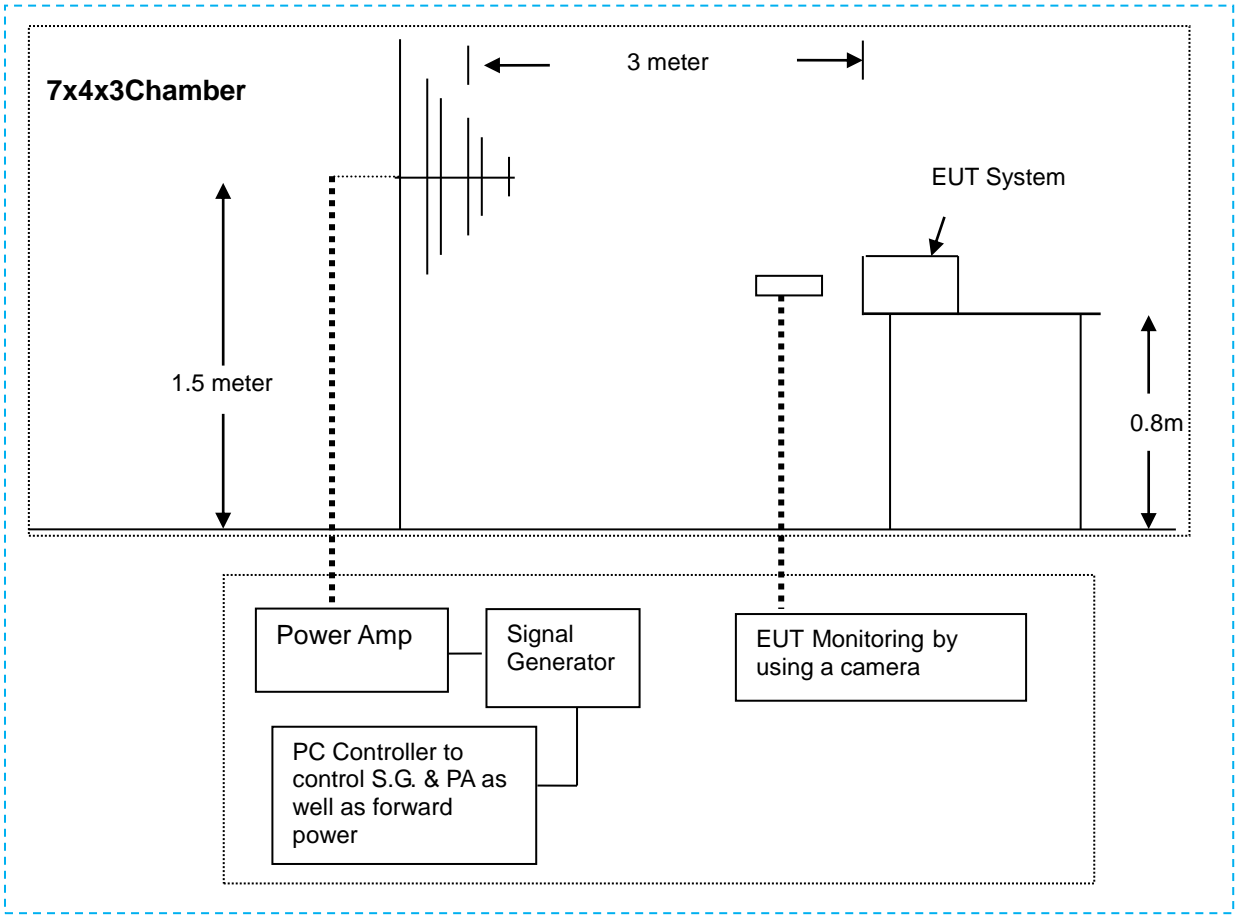 3 meter
7x4x3Chamber
EUT System
1.5 meter
0.8m
Power Amp
Signal
Generator
EUT Monitoring by
using a camera
PC Controller to
control S.G. & PA as
well as forward
power